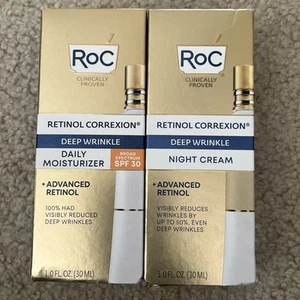 RoC
CLINICALLY
PROVEN
RETINOL CORREXION®
DEEP WRINKLE
DAILY
MOISTURIZER
BROAD
SPECTRUM
SPF 30
+ADVANCED
RETINOL
100% HAD
VISIBLY REDUCED
DEEP WRINKLES
1.0 FL. OZ. (30 ML)
RoC
CLINICALLY
PROVEN
RETINOL CORREXION®
DEEP WRINKLE
NIGHT CREAM
+ADVANCED
RETINOL
VISIBLY REDUCES
WRINKLES BY
UP TO 50%, EVEN
DEEP WRINKLES
1.0 FL. OZ. (30 ML)